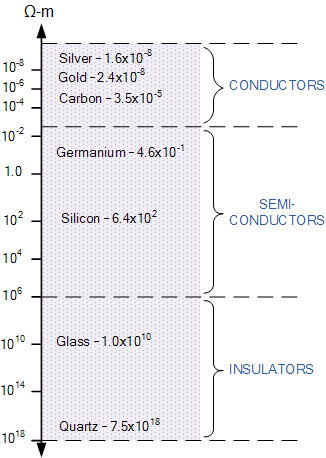 Ω-m
10⁻⁸
10⁻⁶
10⁻⁴
10⁻²
1.0
10²
10⁴
10⁶
10¹⁰
10¹⁴
10¹⁸
Silver – 1.6x10⁻⁸
Gold – 2.4x10⁻⁸
Carbon – 3.5x10⁻⁵
CONDUCTORS
Germanium – 4.6x10⁻¹
Silicon – 6.4x10²
SEMI-
CONDUCTORS
Glass – 1.0x10¹⁰
Quartz – 7.5x10¹⁸
INSULATORS